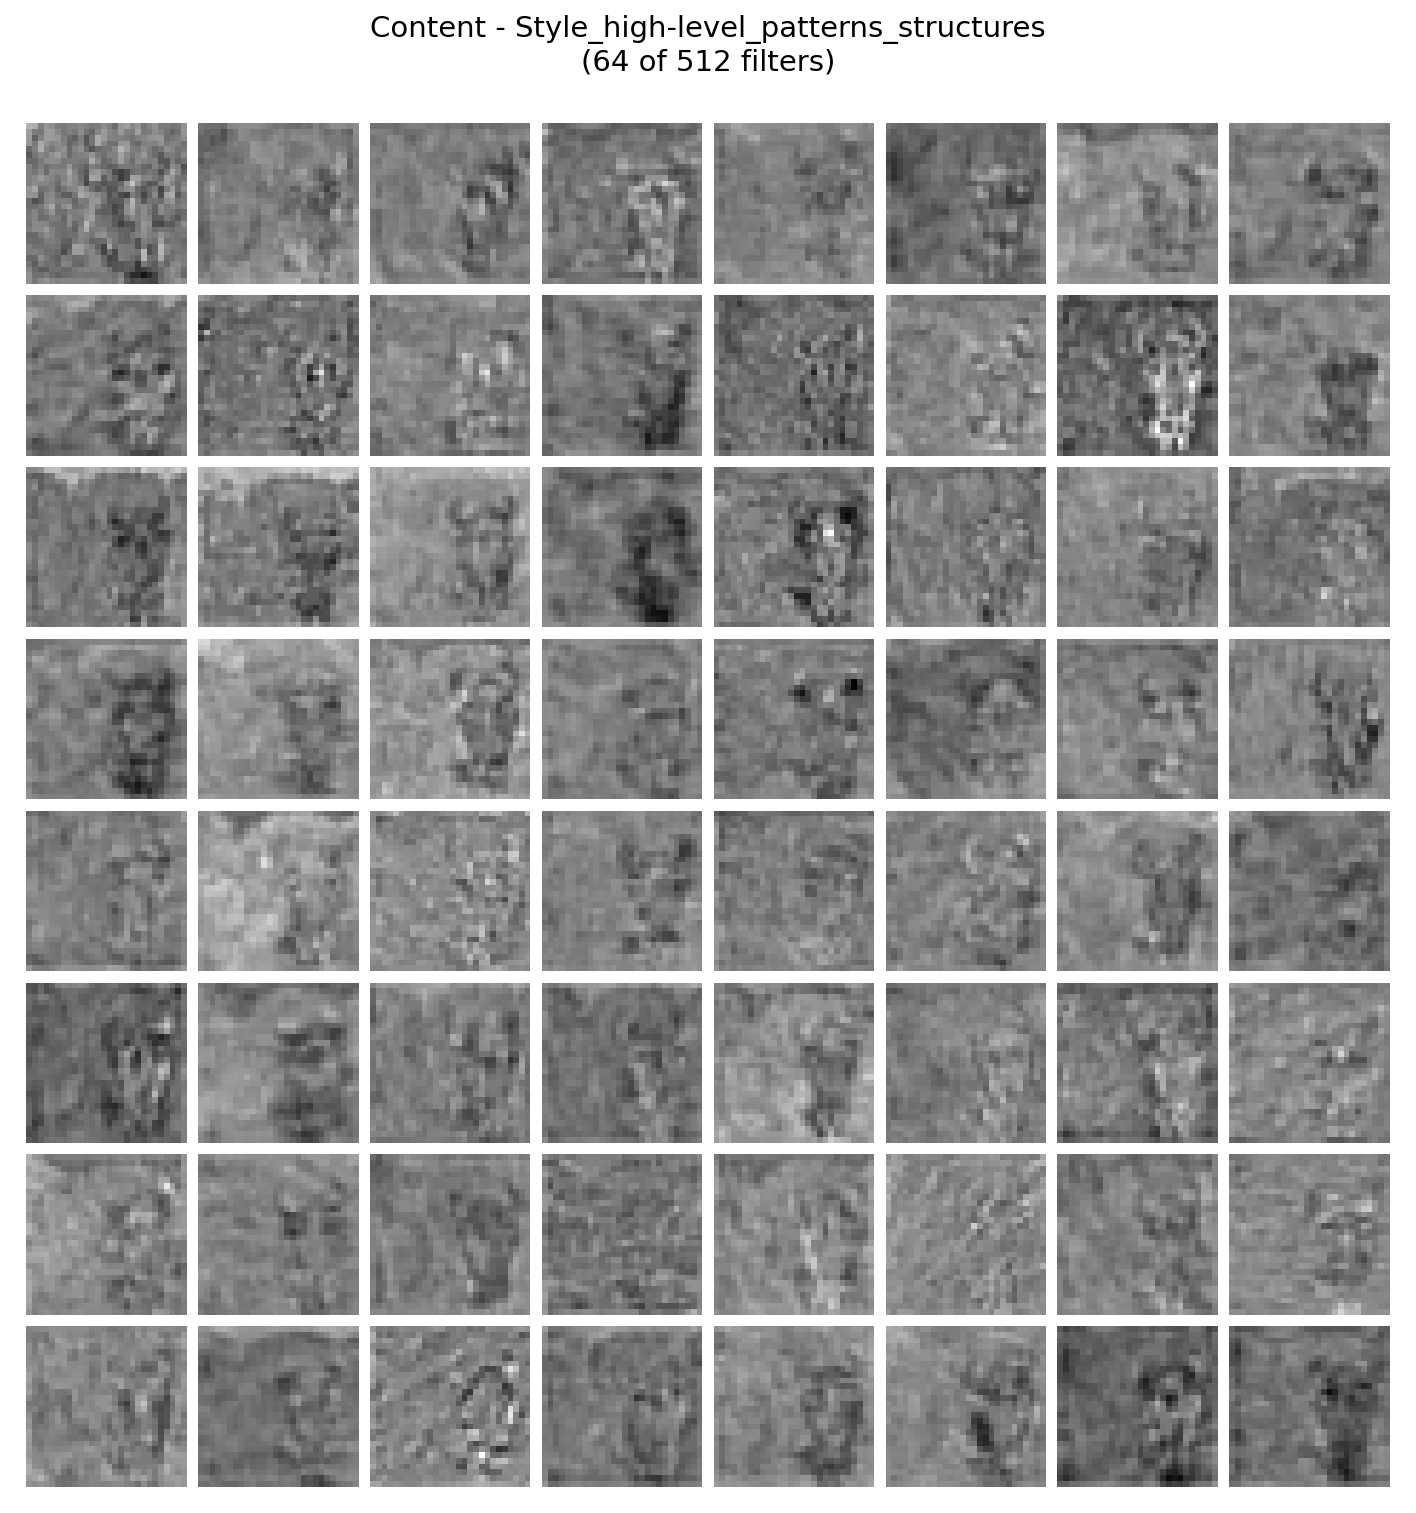 Content - Style_high-level_patterns_structures
(64 of 512 filters)